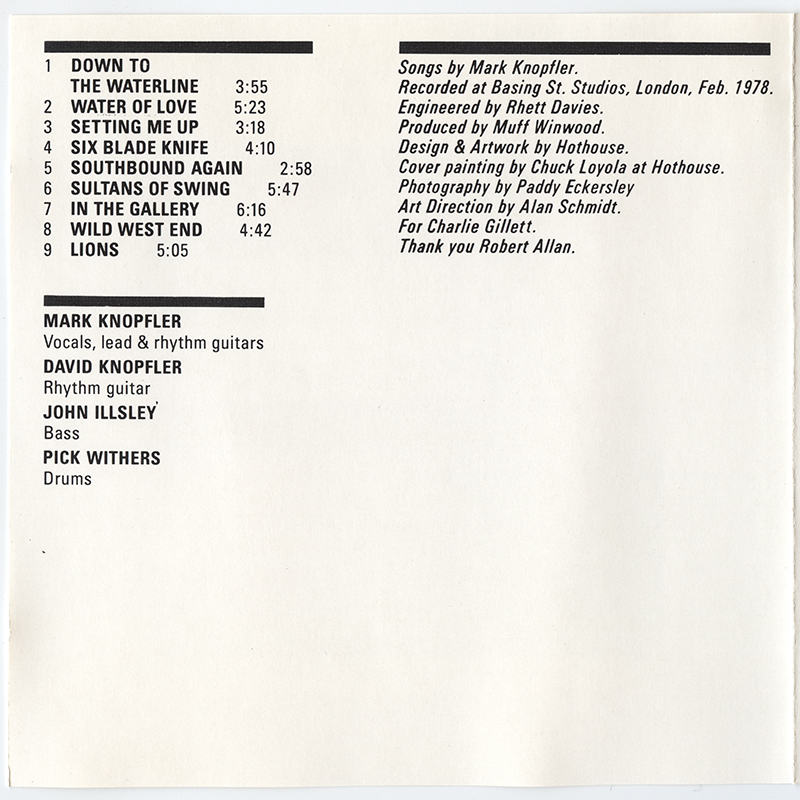 1 DOWN TO
THE WATERLINE 3:55
2 WATER OF LOVE 5:23
3 SETTING ME UP 3:18
4 SIX BLADE KNIFE 4:10
5 SOUTHBOUND AGAIN 2:58
6 SULTANS OF SWING 5:47
7 IN THE GALLERY 6:16
8 WILD WEST END 4:42
9 LIONS 5:05
MARK KNOPFLER
Vocals, lead & rhythm guitars
DAVID KNOPFLER
Rhythm guitar
JOHN ILLSLEY
Bass
PICK WITHERS
Drums
Songs by Mark Knopfler.
Recorded at Basing St. Studios, London, Feb. 1978.
Engineered by Rhett Davies.
Produced by Muff Winwood.
Design & Artwork by Hothouse.
Cover painting by Chuck Loyola at Hothouse.
Photography by Paddy Eckersley
Art Direction by Alan Schmidt.
For Charlie Gillett.
Thank you Robert Allan.